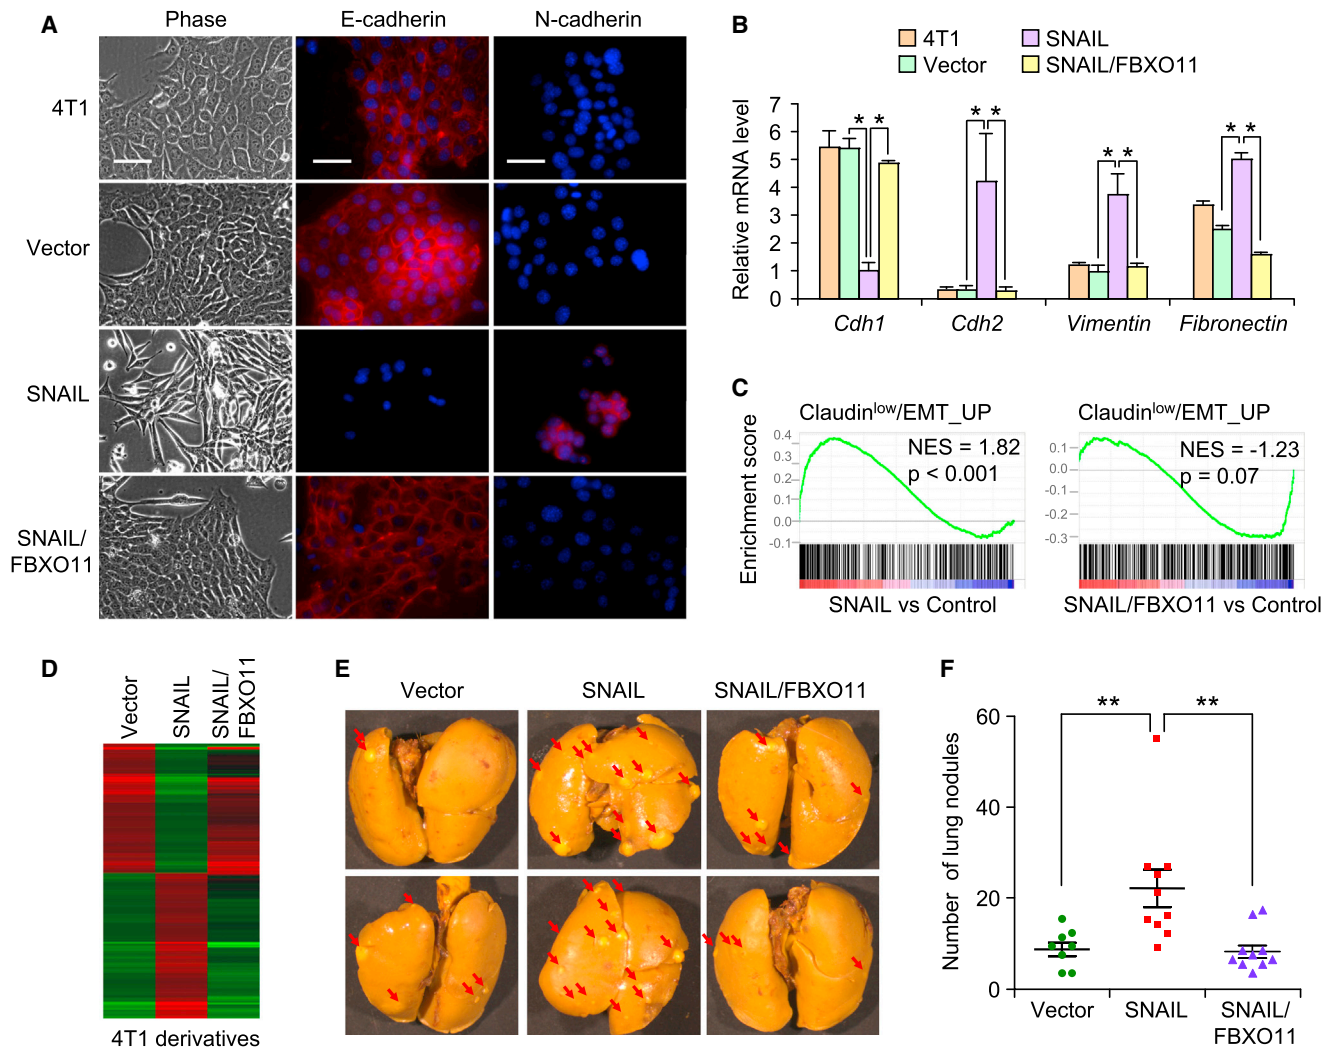 A
Phase
E-cadherin
N-cadherin
4T1
Vector
SNAIL
SNAIL/
FBXO11
B
4T1
SNAIL
Vector
SNAIL/FBXO11
Relative mRNA level
7
6
5
4
3
2
1
0
* *
* *
* *
* *
Cdh1
Cdh2
Vimentin
Fibronectin
C
Enrichment score
Claudinlow/EMT_UP
NES = 1.82
p < 0.001
0.4
0.3
0.2
0.1
0.0
-0.1
SNAIL vs Control
Claudinlow/EMT_UP
NES = -1.23
p = 0.07
0.1
0.0
-0.1
-0.2
-0.3
SNAIL/FBXO11 vs Control
D
Vector
SNAIL
SNAIL/
FBXO11
4T1 derivatives
E
Vector
SNAIL
SNAIL/FBXO11
F
Number of lung nodules
60
40
20
0
**
**
Vector
SNAIL
SNAIL/
FBXO11